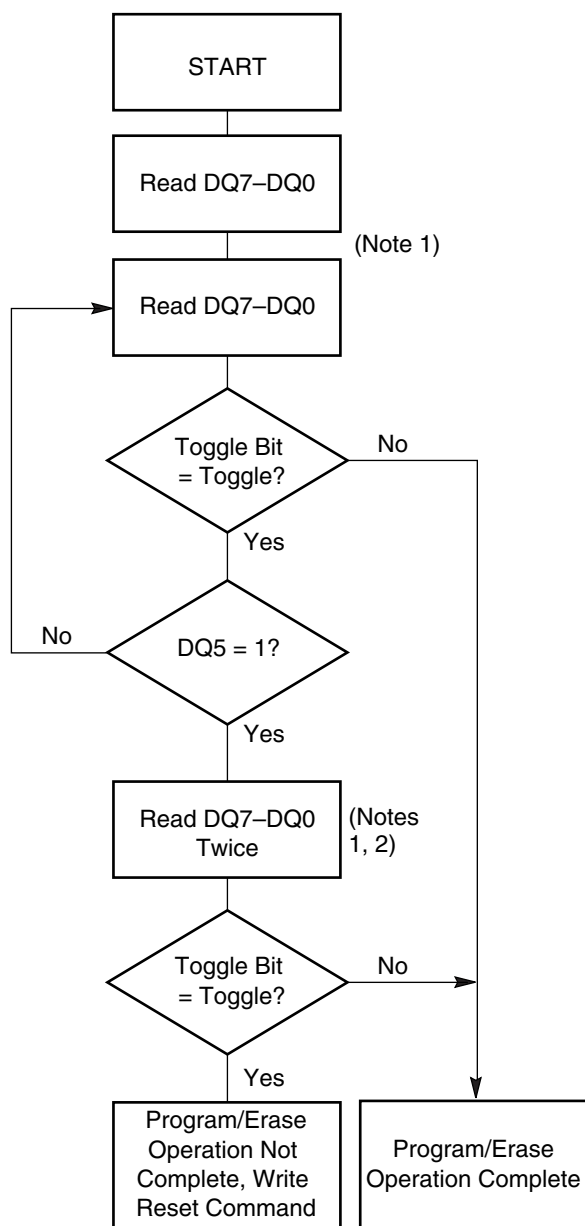 START
Read DQ7–DQ0
(Note 1)
Read DQ7–DQ0
Toggle Bit
= Toggle?
No
Yes
No
DQ5 = 1?
Yes
Read DQ7–DQ0
Twice
(Notes
1, 2)
Toggle Bit
= Toggle?
No
Yes
Program/Erase
Operation Not
Complete, Write
Reset Command
Program/Erase
Operation Complete